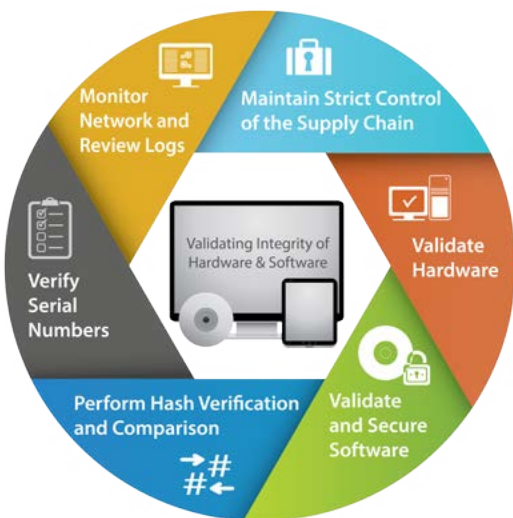 Monitor
Network and
Review Logs
Maintain Strict Control
of the Supply Chain
Validate
Hardware
Validate
and Secure
Software
Perform Hash Verification
and Comparison
Verify
Serial
Numbers
Validating Integrity of
Hardware & Software